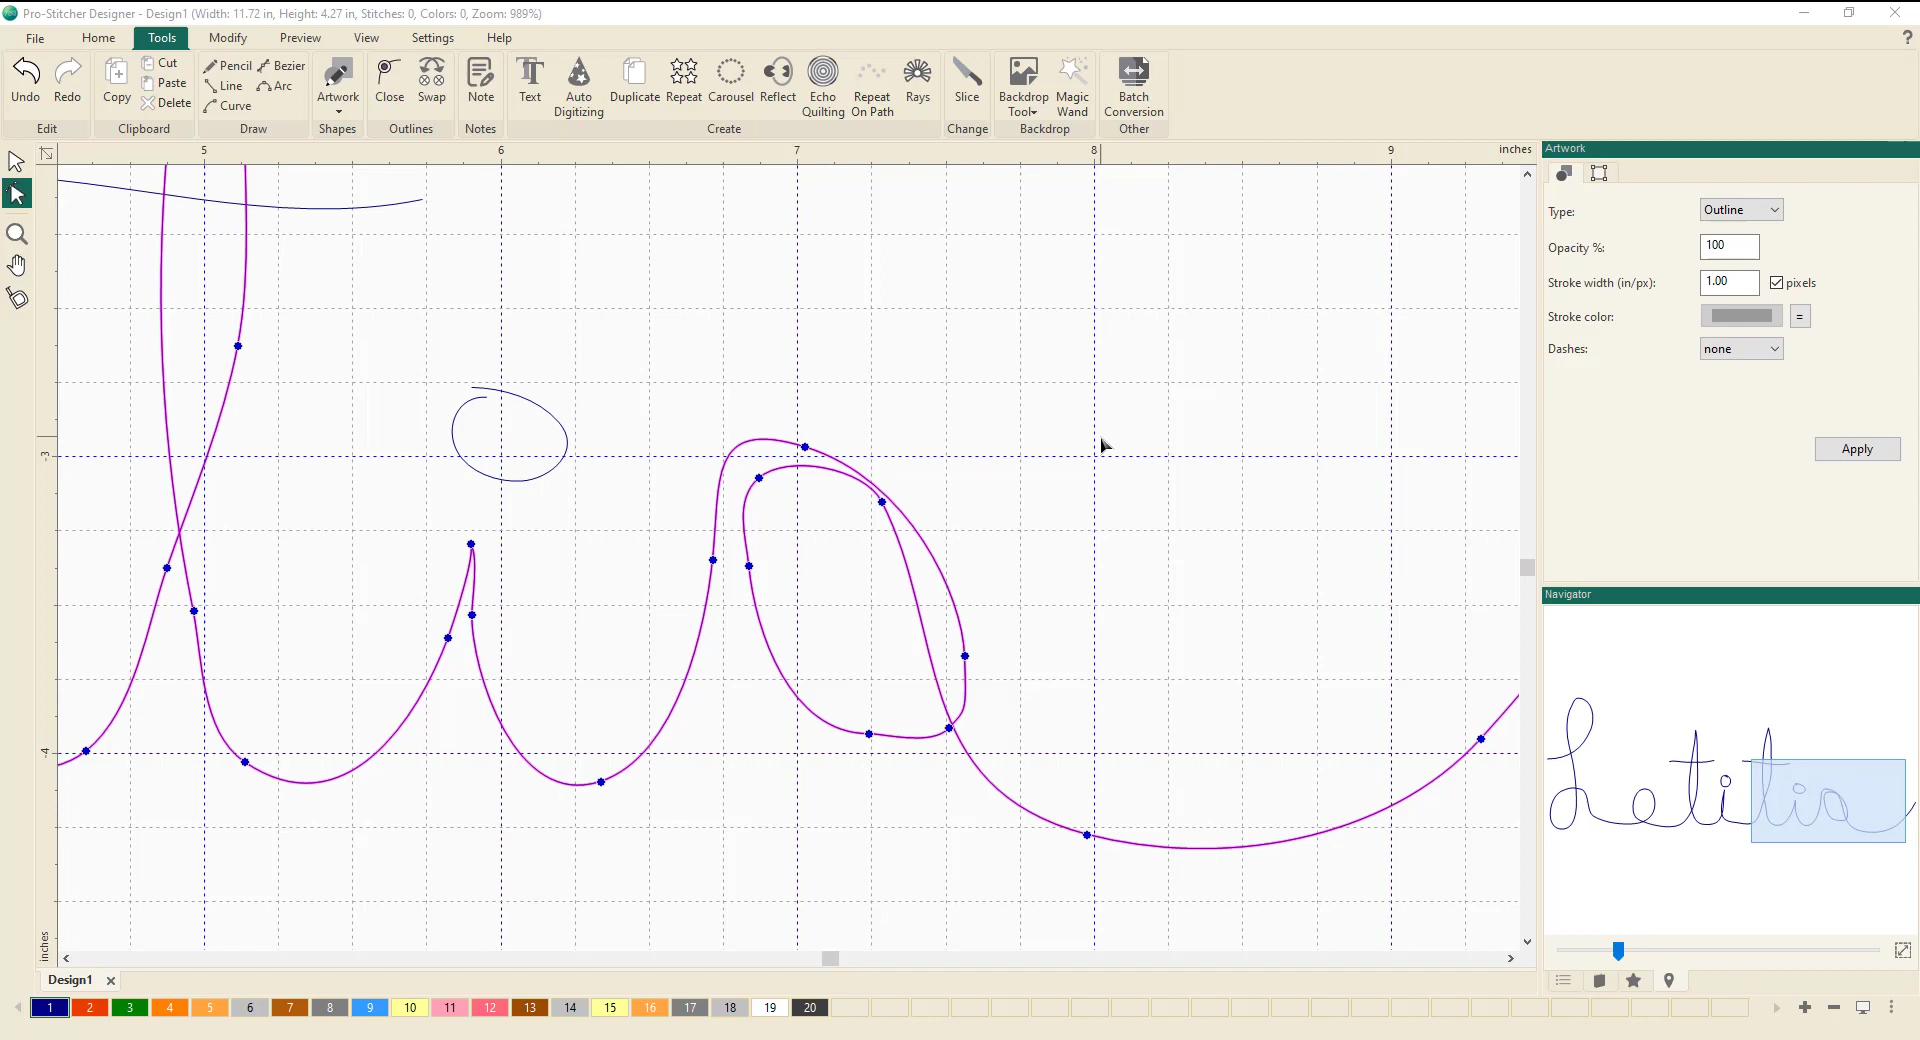 Pro-Stitcher Designer - Design1 (Width: 11.72 in, Height: 4.27 in, Stitches: 0, Colors: 0, Zoom: 989%)
File Home Tools Modify Preview View Settings Help ?
Undo Redo Copy Cut Paste Delete Pencil Bezier Line Arc Curve Artwork Close Swap Note Text Auto Digitizing Duplicate Repeat Carousel Reflect Echo Quilting Repeat On Path Rays Slice Backdrop Tool Magic Wand Batch Conversion
Edit Clipboard Draw Shapes Outlines Notes Create Change Backdrop Other
5 6 7 8 9 inches
-3
-4
inches
Artwork
Type: Outline
Opacity %: 100
Stroke width (in/px): 1.00 pixels
Stroke color: =
Dashes: none
Apply
Navigator
Letitia
Design1
1 2 3 4 5 6 7 8 9 10 11 12 13 14 15 16 17 18 19 20